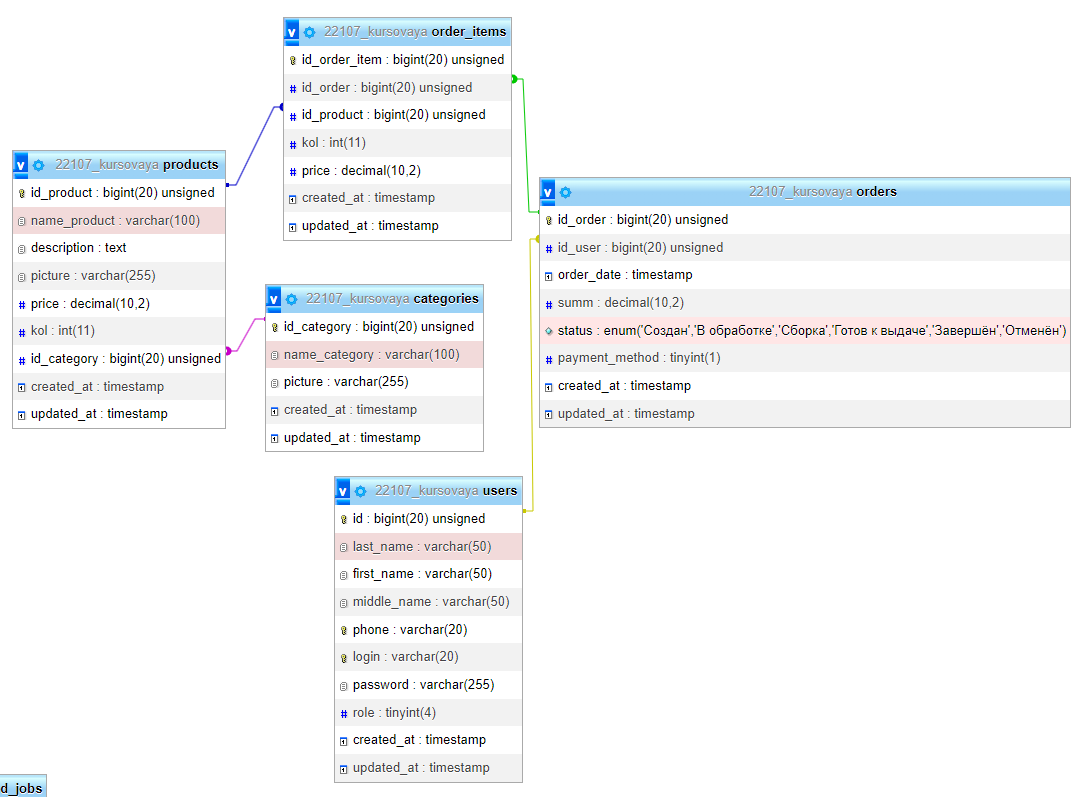 22107_kursovaya order_items
id_order_item : bigint(20) unsigned
id_order : bigint(20) unsigned
id_product : bigint(20) unsigned
kol : int(11)
price : decimal(10,2)
created_at : timestamp
updated_at : timestamp
22107_kursovaya products
id_product : bigint(20) unsigned
name_product : varchar(100)
description : text
picture : varchar(255)
price : decimal(10,2)
kol : int(11)
id_category : bigint(20) unsigned
created_at : timestamp
updated_at : timestamp
22107_kursovaya orders
id_order : bigint(20) unsigned
id_user : bigint(20) unsigned
order_date : timestamp
summ : decimal(10,2)
status : enum('Создан','В обработке','Сборка','Готов к выдаче','Завершён','Отменён')
payment_method : tinyint(1)
created_at : timestamp
updated_at : timestamp
22107_kursovaya categories
id_category : bigint(20) unsigned
name_category : varchar(100)
picture : varchar(255)
created_at : timestamp
updated_at : timestamp
22107_kursovaya users
id : bigint(20) unsigned
last_name : varchar(50)
first_name : varchar(50)
middle_name : varchar(50)
phone : varchar(20)
login : varchar(20)
password : varchar(255)
role : tinyint(4)
created_at : timestamp
updated_at : timestamp
d_jobs